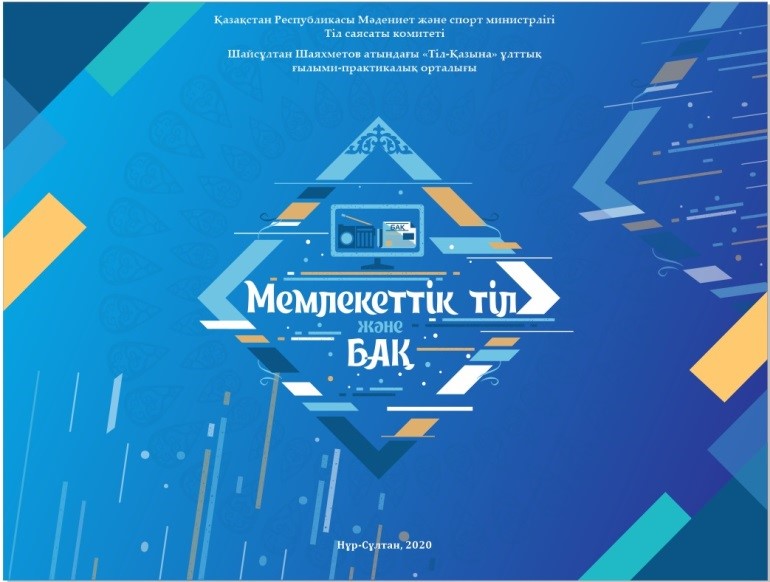 Қазақстан Республикасы Мәдениет және спорт министрлігі
Тіл саясаты комитеті
Шайсұлтан Шаяхметов атындағы «Тіл-Қазына» ұлттық
ғылыми-практикалық орталығы
БАҚ
Мемлекеттік тіл
және
БАҚ
Нұр-Сұлтан, 2020